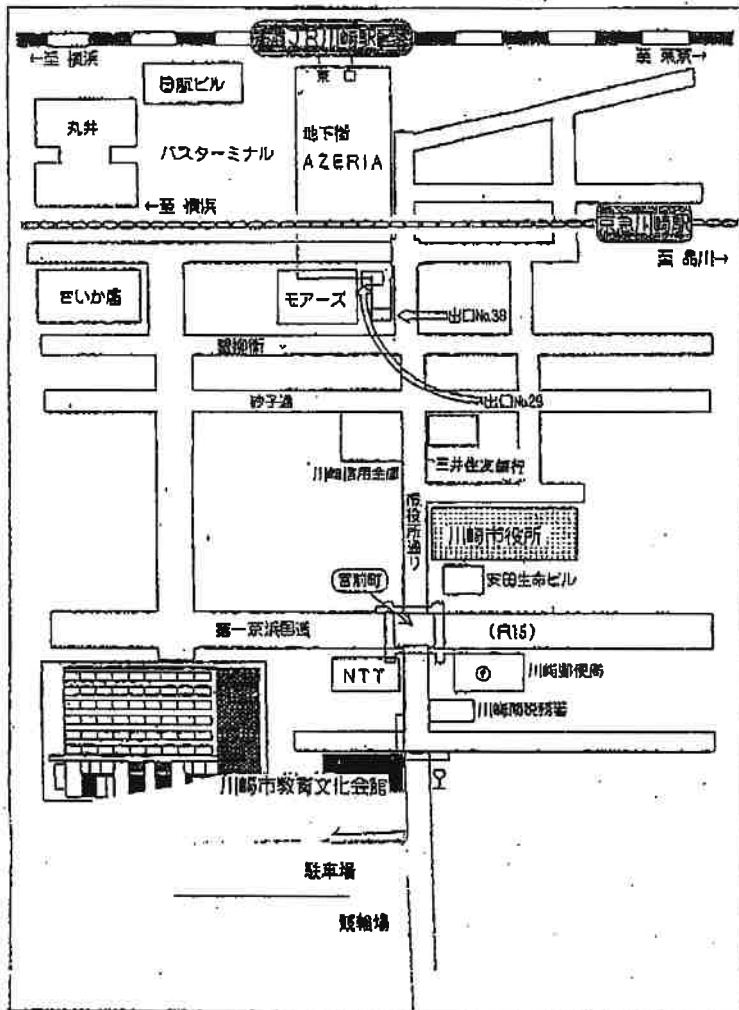 JR川崎駅
←至 横浜
至 東京→
東 口
日航ビル
丸井
バスターミナル
地下街
AZERIA
←至 横浜
京急川崎駅
至 品川→
さいか屋
モアーズ
出口No.38
銀柳街
砂子通
出口No.29
川崎信用金庫
三井住友銀行
市役所通り
川崎市役所
宮前町
安田生命ビル
第一京浜国道
(R15)
NTT
川崎郵便局
川崎南税務署
川崎市教育文化会館
駐車場
競輪場